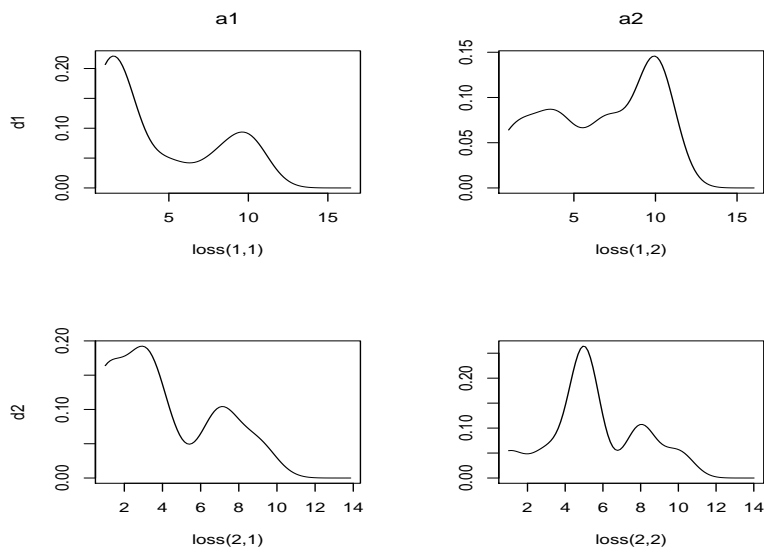 a1
a2
d1
0.00 0.10 0.20
5 10 15
loss(1,1)
0.00 0.05 0.10 0.15
5 10 15
loss(1,2)
d2
0.00 0.10 0.20
2 4 6 8 10 12 14
loss(2,1)
0.00 0.10 0.20
2 4 6 8 10 12 14
loss(2,2)